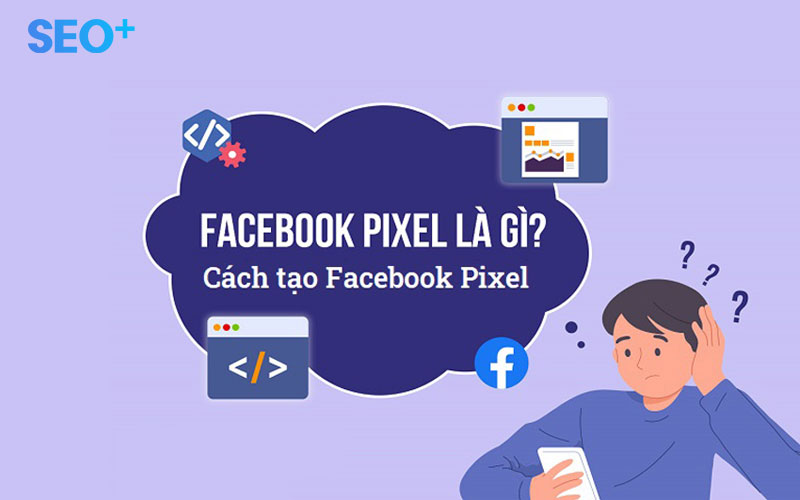 SEO+
FACEBOOK PIXEL LÀ GÌ?
Cách tạo Facebook Pixel
</>
</>
? ? ?
f